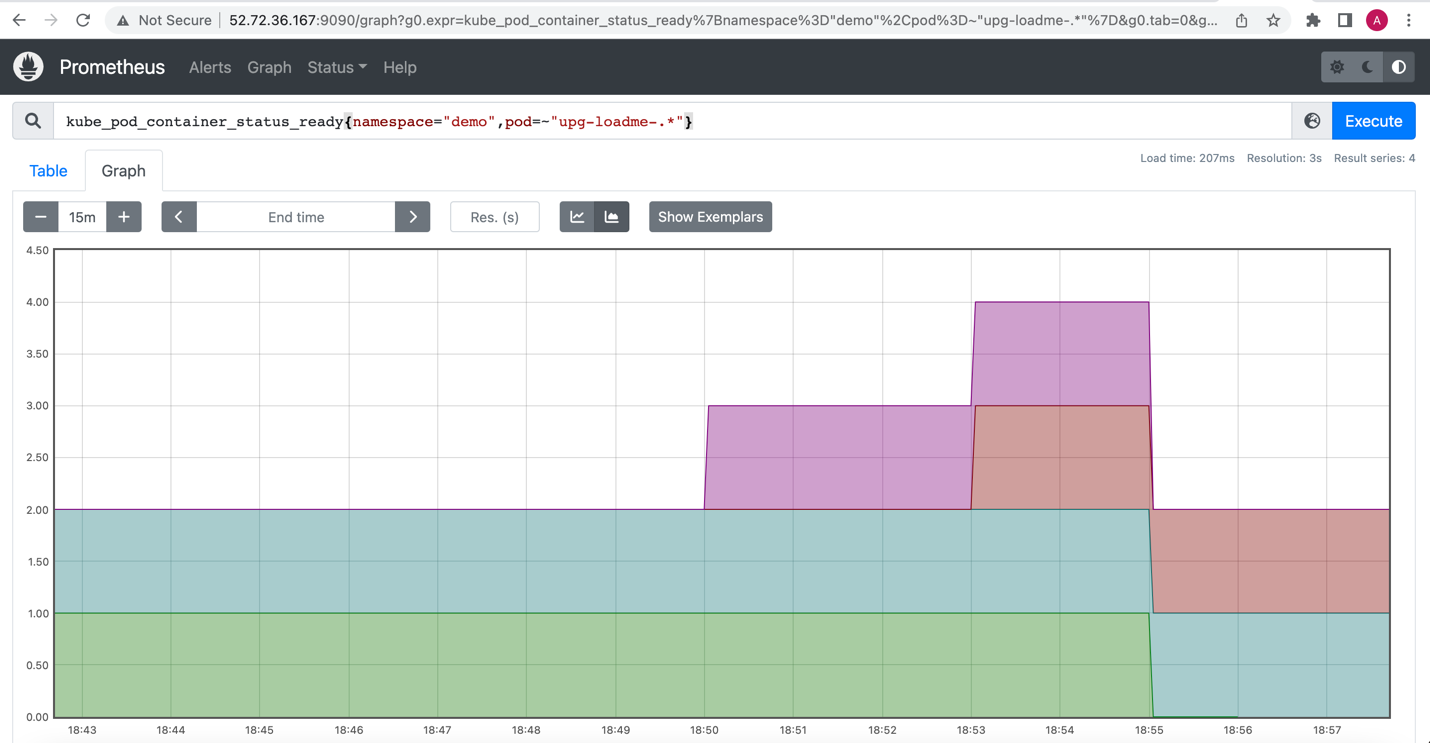 Not Secure | 52.72.36.167:9090/graph?g0.expr=kube_pod_container_status_ready%7Bnamespace%3D"demo"%2Cpod%3D~"upg-loadme-.*"%7D&g0.tab=0&g... A
Prometheus Alerts Graph Status Help
kube_pod_container_status_ready{namespace="demo",pod=~"upg-loadme-.*"} Execute
Load time: 207ms Resolution: 3s Result series: 4
Table Graph
− 15m + End time Res. (s) Show Exemplars
4.50
4.00
3.50
3.00
2.50
2.00
1.50
1.00
0.50
0.00
18:43 18:44 18:45 18:46 18:47 18:48 18:49 18:50 18:51 18:52 18:53 18:54 18:55 18:56 18:57